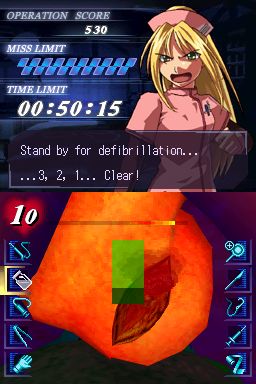 OPERATION SCORE
530
MISS LIMIT
TIME LIMIT
00:50:15
Stand by for defibrillation...
...3, 2, 1... Clear!
10